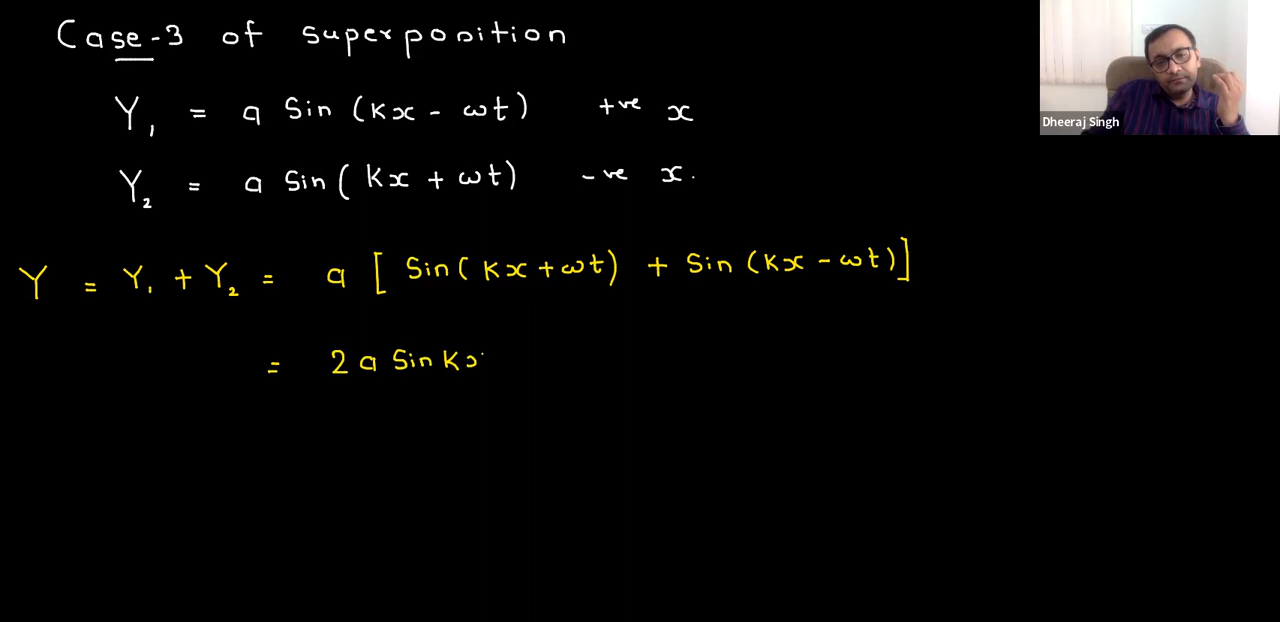 Case-3 of superposition
Y₁ = a Sin (Kx - ωt) +ve x
Y₂ = a Sin( Kx + ωt) -ve x.
Y = Y₁ + Y₂ = a [ Sin( Kx + ωt) + Sin (Kx - ωt)]
= 2 a Sin Kx
Dheeraj Singh